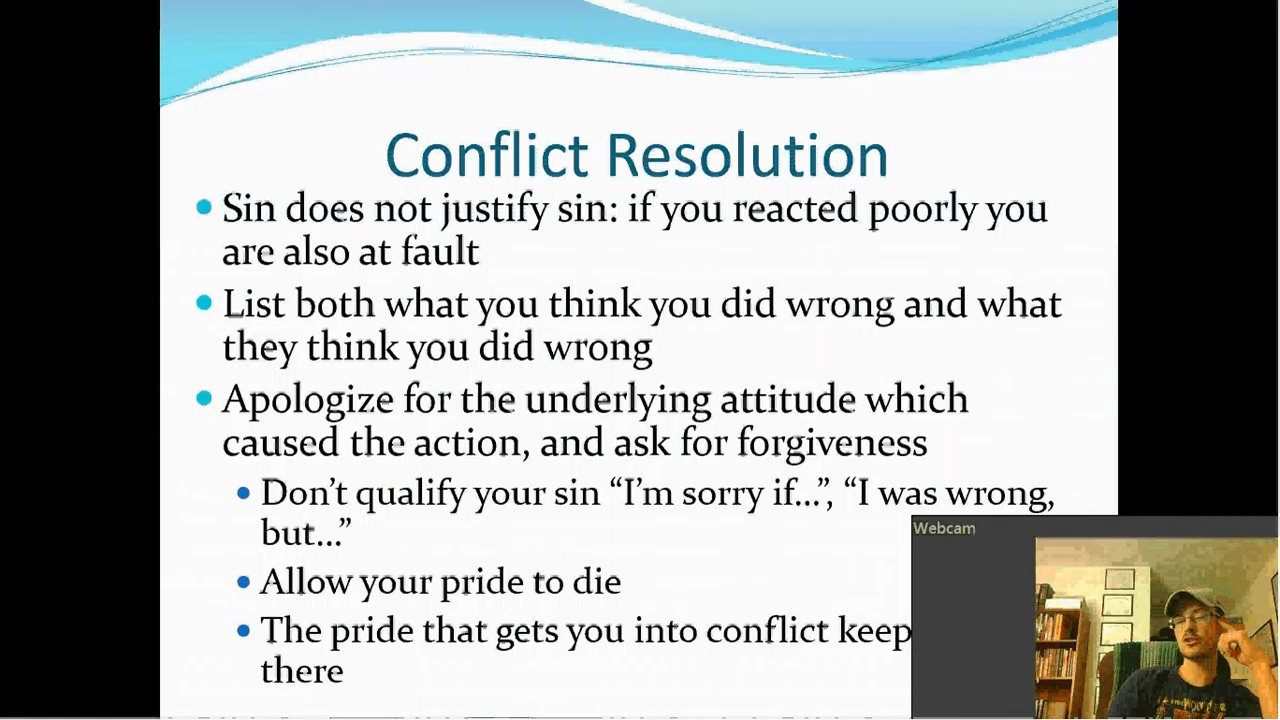 Conflict Resolution
Sin does not justify sin: if you reacted poorly you
are also at fault
List both what you think you did wrong and what
they think you did wrong
Apologize for the underlying attitude which
caused the action, and ask for forgiveness
Don’t qualify your sin “I’m sorry if...”, “I was wrong,
but...”
Allow your pride to die
The pride that gets you into conflict keep
there
Webcam